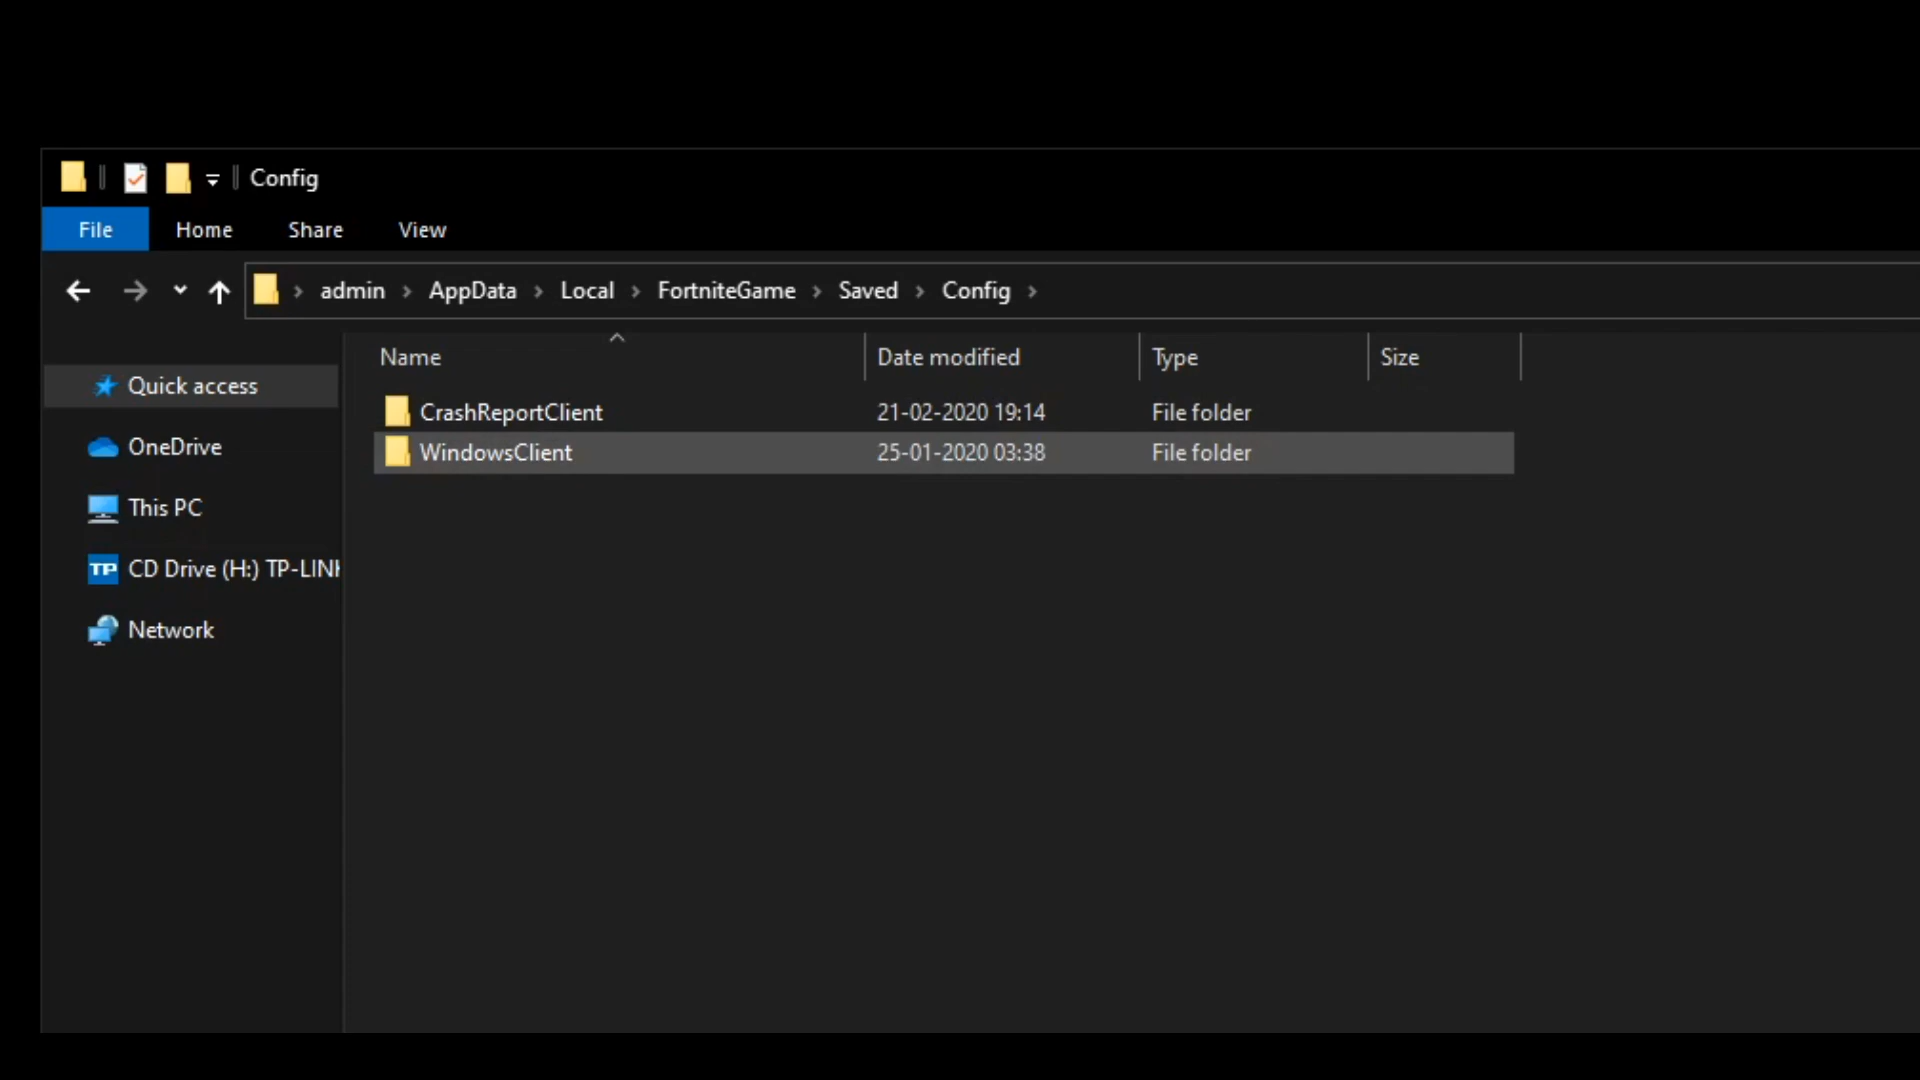 Config
File Home Share View
admin AppData Local FortniteGame Saved Config
Name Date modified Type Size
Quick access
CrashReportClient 21-02-2020 19:14 File folder
OneDrive
WindowsClient 25-01-2020 03:38 File folder
This PC
TP CD Drive (H:) TP-LINK
Network